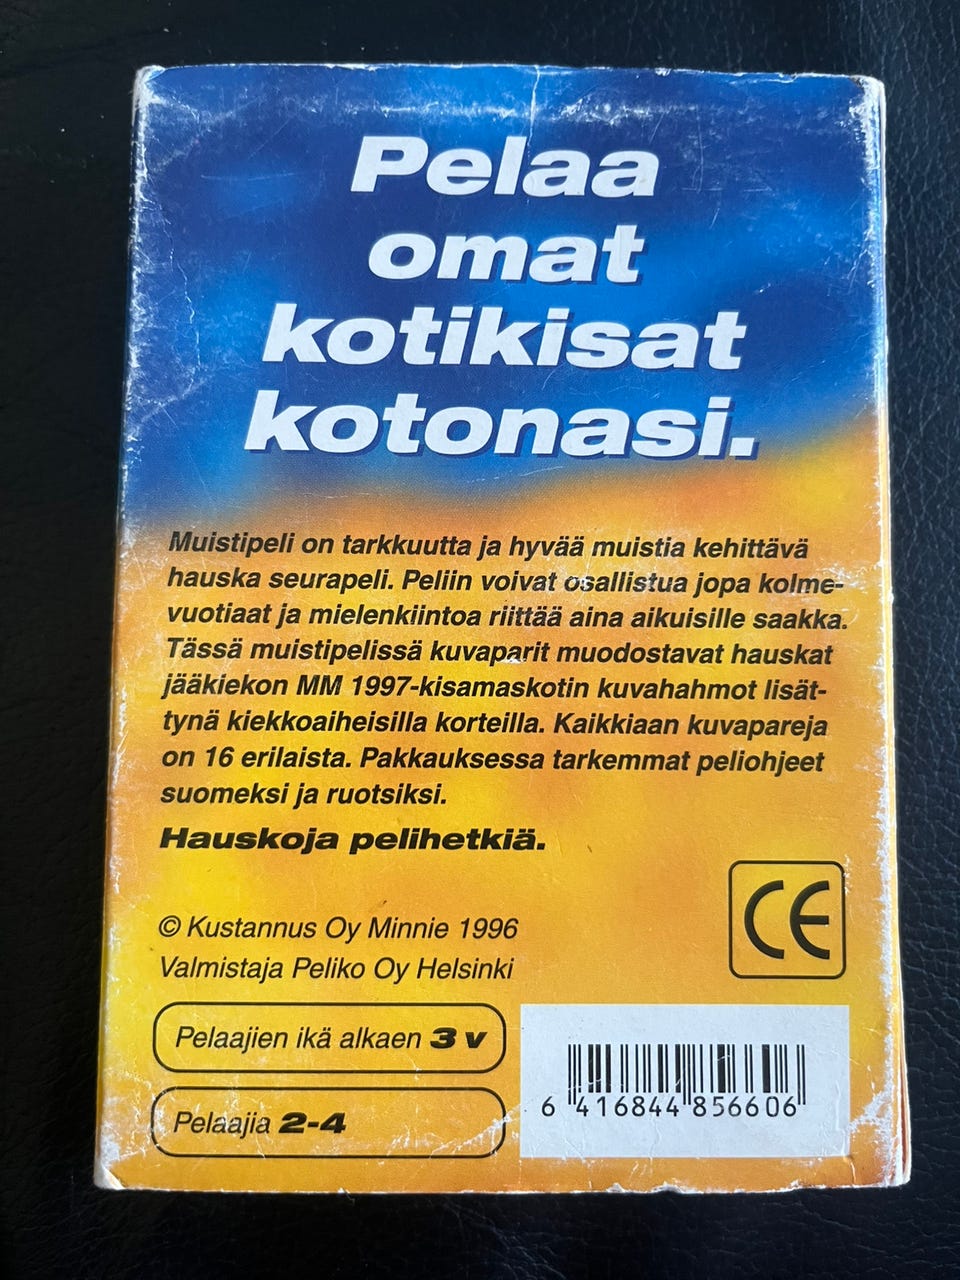 Pelaa
omat
kotikisat
kotonasi.
Muistipeli on tarkkuutta ja hyvää muistia kehittävä
hauska seurapeli. Peliin voivat osallistua jopa kolme-
vuotiaat ja mielenkiintoa riittää aina aikuisille saakka.
Tässä muistipelissä kuvaparit muodostavat hauskat
jääkiekon MM 1997-kisamaskotin kuvahahmot lisät-
tynä kiekkoaiheisilla korteilla. Kaikkiaan kuvapareja
on 16 erilaista. Pakkauksessa tarkemmat peliohjeet
suomeksi ja ruotsiksi.
Hauskoja pelihetkiä.
CE
© Kustannus Oy Minnie 1996
Valmistaja Peliko Oy Helsinki
Pelaajien ikä alkaen 3 v
Pelaajia 2-4
6 416844 856606